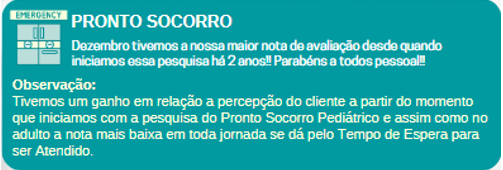 EMERGENCY
PRONTO SOCORRO
Dezembro tivemos a nossa maior nota de avaliação desde quando
iniciamos essa pesquisa há 2 anos!! Parabéns a todos pessoal!!
Observação:
Tivemos um ganho em relação a percepção do cliente a partir do momento
que iniciamos com a pesquisa do Pronto Socorro Pediátrico e assim como no
adulto a nota mais baixa em toda jornada se dá pelo Tempo de Espera para
ser Atendido.